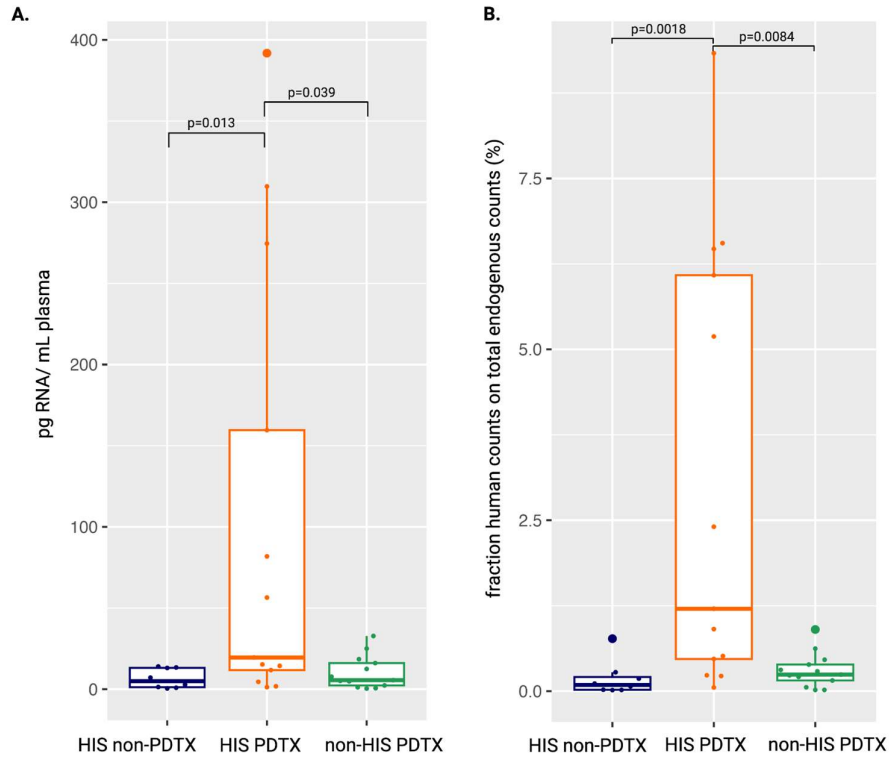 A.
400
300
200
100
0
pg RNA/ mL plasma
p=0.013
p=0.039
HIS non-PDTX
HIS PDTX
non-HIS PDTX
B.
7.5
5.0
2.5
0.0
fraction human counts on total endogenous counts (%)
p=0.0018
p=0.0084
HIS non-PDTX
HIS PDTX
non-HIS PDTX